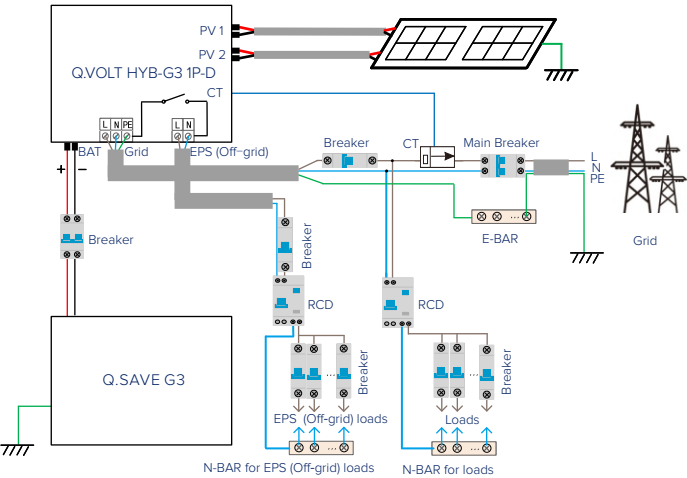 PV 1
PV 2
Q.VOLT HYB-G3 1P-D
CT
L N PE
L N
BAT
Grid
EPS (Off-grid)
+ −
Breaker
CT
Main Breaker
L
N
PE
E-BAR
Grid
Breaker
Breaker
RCD
RCD
Q.SAVE G3
Breaker
Breaker
EPS (Off-grid) loads
Loads
N-BAR for EPS (Off-grid) loads
N-BAR for loads